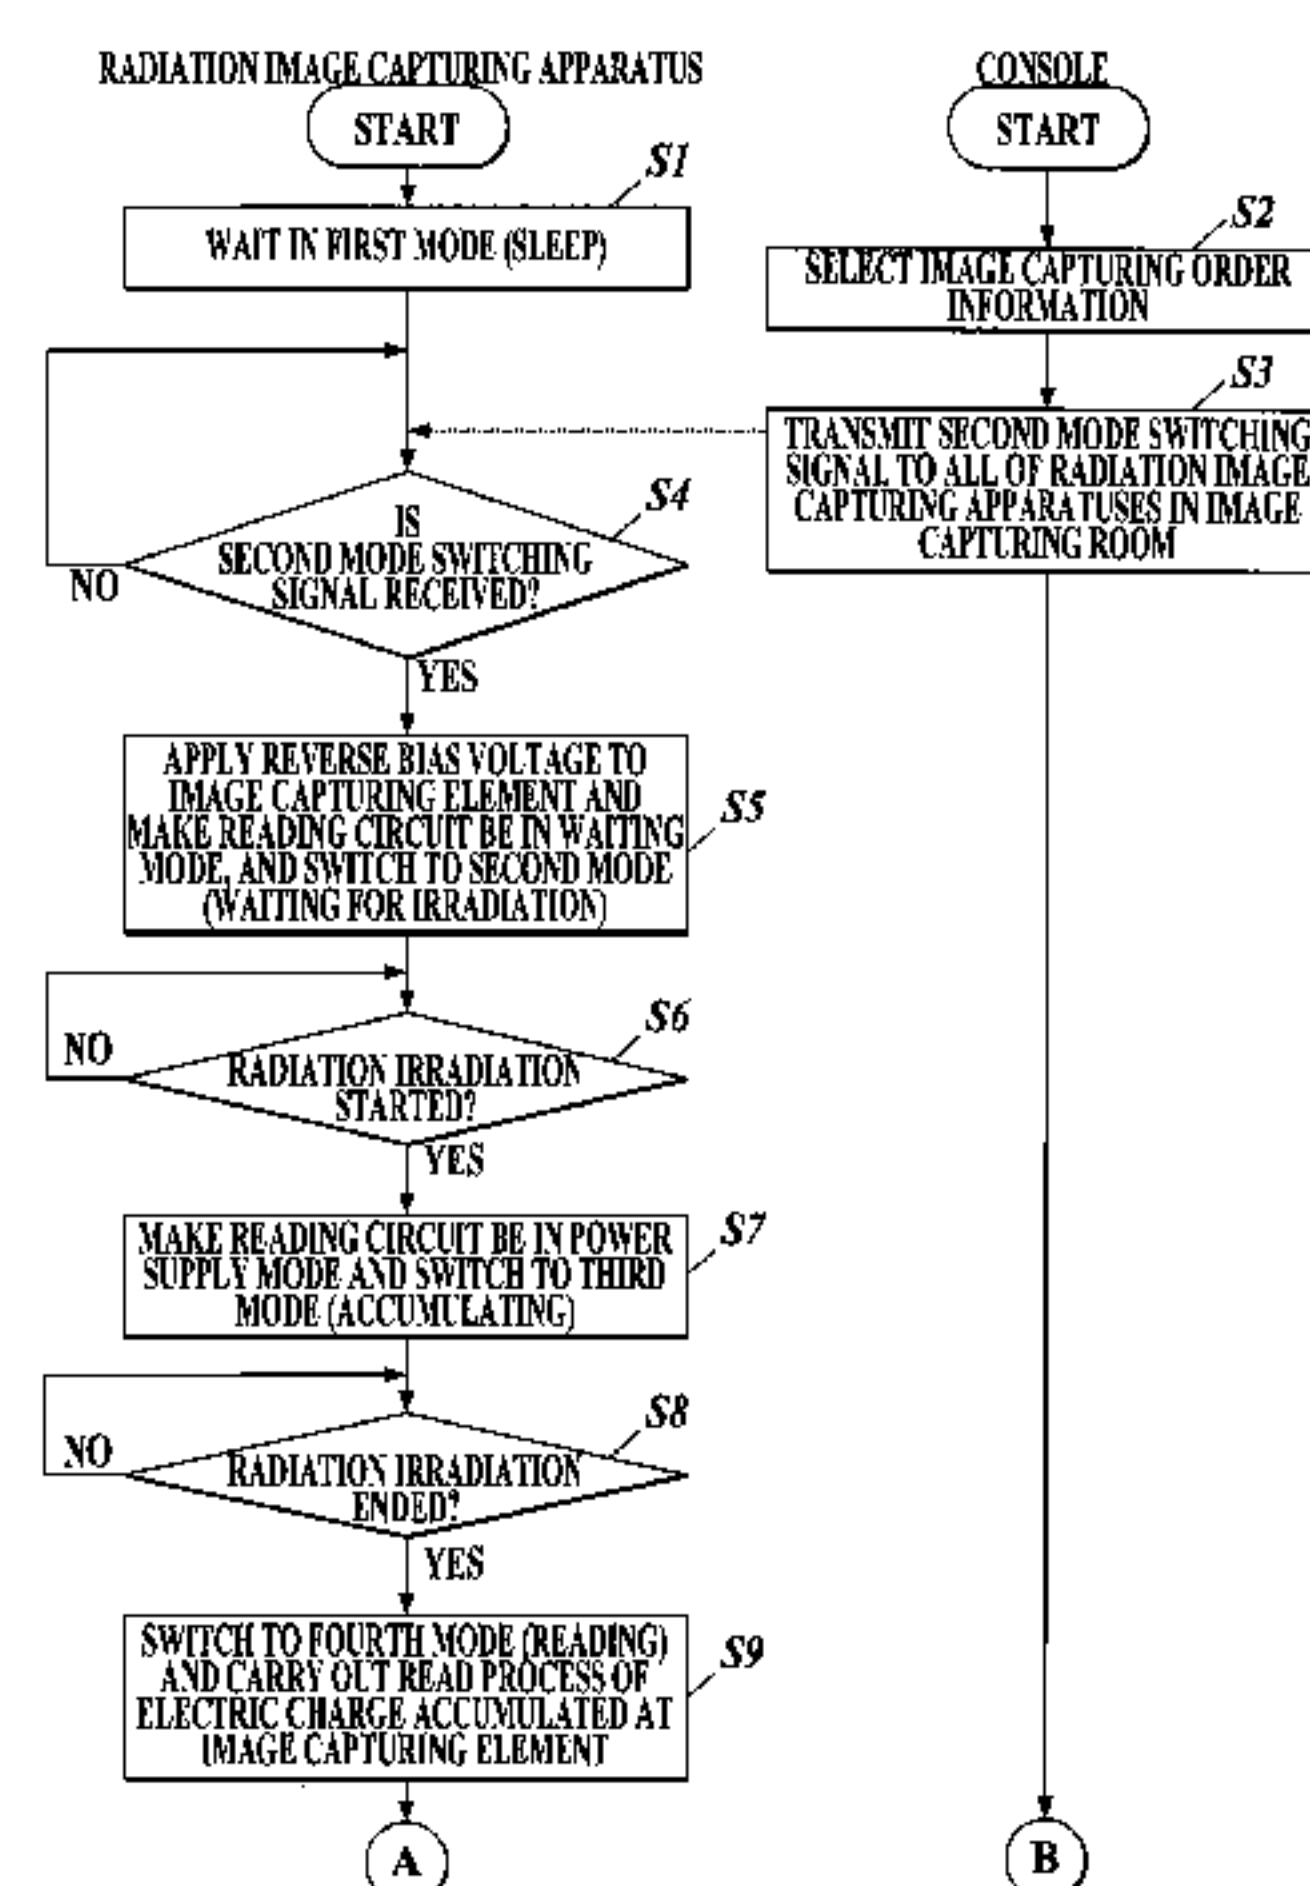 RADIATION IMAGE CAPTURING APPARATUS
START
S1
WAIT IN FIRST MODE (SLEEP)
S4
IS
SECOND MODE SWITCHING
SIGNAL RECEIVED?
NO
YES
APPLY REVERSE BIAS VOLTAGE TO
IMAGE CAPTURING ELEMENT AND
MAKE READING CIRCUIT BE IN WAITING
MODE, AND SWITCH TO SECOND MODE
(WAITING FOR IRRADIATION)
S5
S6
NO
RADIATION IRRADIATION
STARTED?
YES
MAKE READING CIRCUIT BE IN POWER
SUPPLY MODE AND SWITCH TO THIRD
MODE (ACCUMULATING)
S7
S8
NO
RADIATION IRRADIATION
ENDED?
YES
SWITCH TO FOURTH MODE (READING)
AND CARRY OUT READ PROCESS OF
ELECTRIC CHARGE ACCUMULATED AT
IMAGE CAPTURING ELEMENT
S9
A
CONSOLE
START
S2
SELECT IMAGE CAPTURING ORDER
INFORMATION
S3
TRANSMIT SECOND MODE SWITCHING
SIGNAL TO ALL OF RADIATION IMAGE
CAPTURING APPARATUSES IN IMAGE
CAPTURING ROOM
B